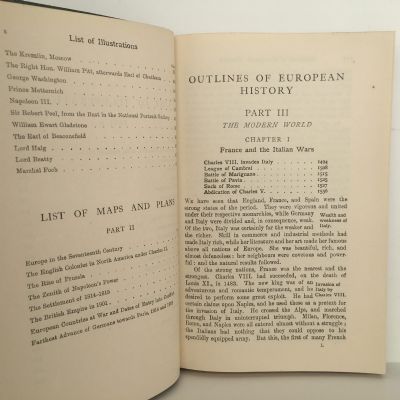 List of Illustrations
The Kremlin, Moscow
The Right Hon. William Pitt, afterwards Earl of Chatham
George Washington
Prince Metternich
Napoleon III.
Sir Robert Peel, from the Bust in the National Portrait Gallery
William Ewart Gladstone
The Earl of Beaconsfield
Lord Haig
Lord Beatty
Marshal Foch
LIST OF MAPS AND PLANS
PART II
Europe in the Seventeenth Century
The English Colonies in North America under Charles II.
The Rise of Prussia
The Zenith of Napoleon's Power
The Settlement of 1814-1815
The British Empire in 1901
European Countries at War and Dates of Entry into Conflict
Farthest Advance of Germans towards Paris, 1914 and 1918
OUTLINES OF EUROPEAN
HISTORY
PART III
THE MODERN WORLD
CHAPTER I
France and the Italian Wars
Charles VIII. invades Italy 1494
League of Cambrai 1508
Battle of Marignano 1515
Battle of Pavia 1525
Sack of Rome 1527
Abdication of Charles V. 1556
We have seen that England, France, and Spain were the
strong states of the period. They were vigorous and united
under their respective monarchies, while Germany
and Italy were divided and, in consequence, weak.
Wealth and
weakness of
Italy.
Of the two, Italy was certainly far the weaker and
the richer. Skill in commerce and industrial methods had
made Italy rich, while her literature and her art made her famous
above all nations of Europe. She was beautiful, rich, and
almost defenceless: her neighbours were envious and power-
ful: and the natural results followed.
Of the strong nations, France was the nearest and the
strongest. Charles VIII. had succeeded, on the death of
Louis XI., in 1483. The new king was of an
adventurous and romantic temperament, and he
Invasion of
Italy by
Charles VIII.
desired to perform some great exploit. He had
certain claims upon Naples, and he used these as a pretext for
the invasion of Italy. He crossed the Alps, and marched
through Italy in uninterrupted triumph. Milan, Florence,
Rome, and Naples were all entered almost without a struggle;
the Italians had nothing that they could oppose to his
splendidly equipped army. But this, the first of many French